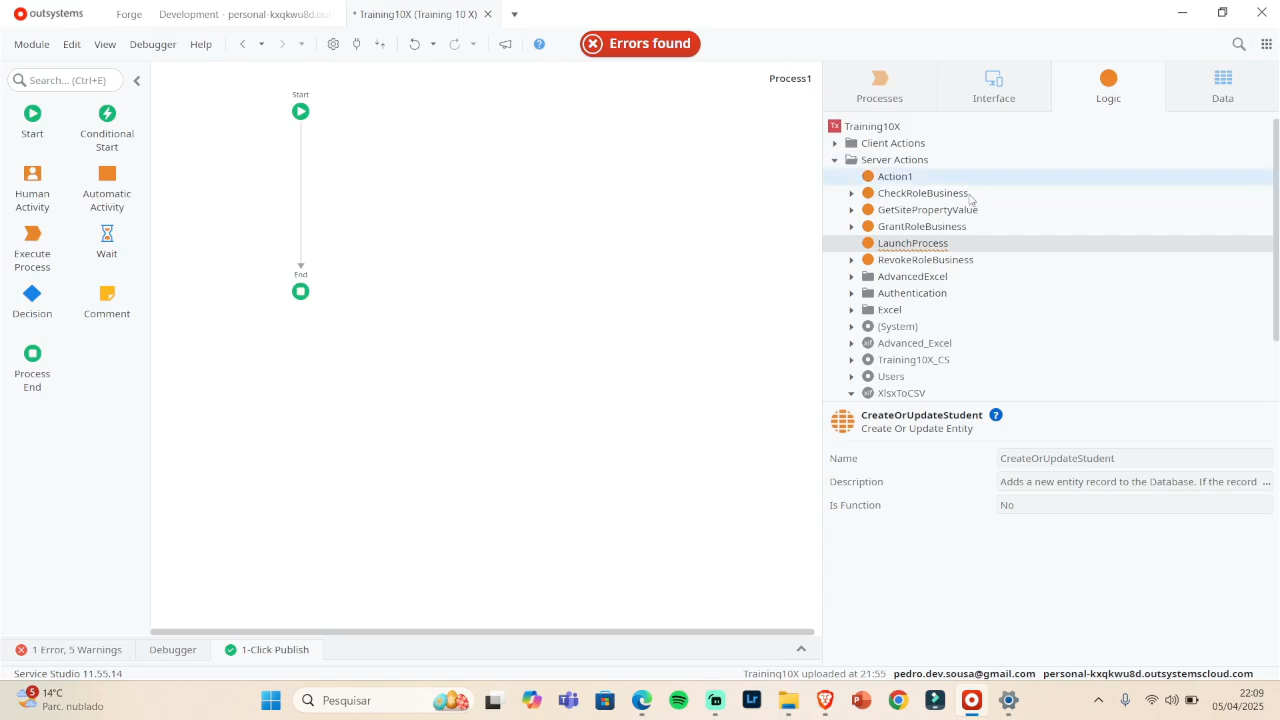 outsystems
Forge
Development - personal-kxqkwu8d.out
* Training10X (Training 10 X)
Module
Edit
View
Debugger
Help
Errors found
Search... (Ctrl+E)
Start
Conditional
Start
Human
Activity
Automatic
Activity
Execute
Process
Wait
Decision
Comment
Process
End
Process1
Start
End
Processes
Interface
Logic
Data
Tx Training10X
Client Actions
Server Actions
Action1
CheckRoleBusiness
GetSitePropertyValue
GrantRoleBusiness
LaunchProcess
RevokeRoleBusiness
AdvancedExcel
Authentication
Excel
(System)
Advanced_Excel
Training10X_CS
Users
XlsxToCSV
CreateOrUpdateStudent
Create Or Update Entity
Name
CreateOrUpdateStudent
Description
Adds a new entity record to the Database. If the record ...
Is Function
No
1 Error, 5 Warnings
Debugger
1-Click Publish
Service Studio 11.55.14
Training10X uploaded at 21:55
pedro.dev.sousa@gmail.com
personal-kxqkwu8d.outsystemscloud.com
5
14°C
Parc. nublado
Pesquisar
22:09
05/04/2025